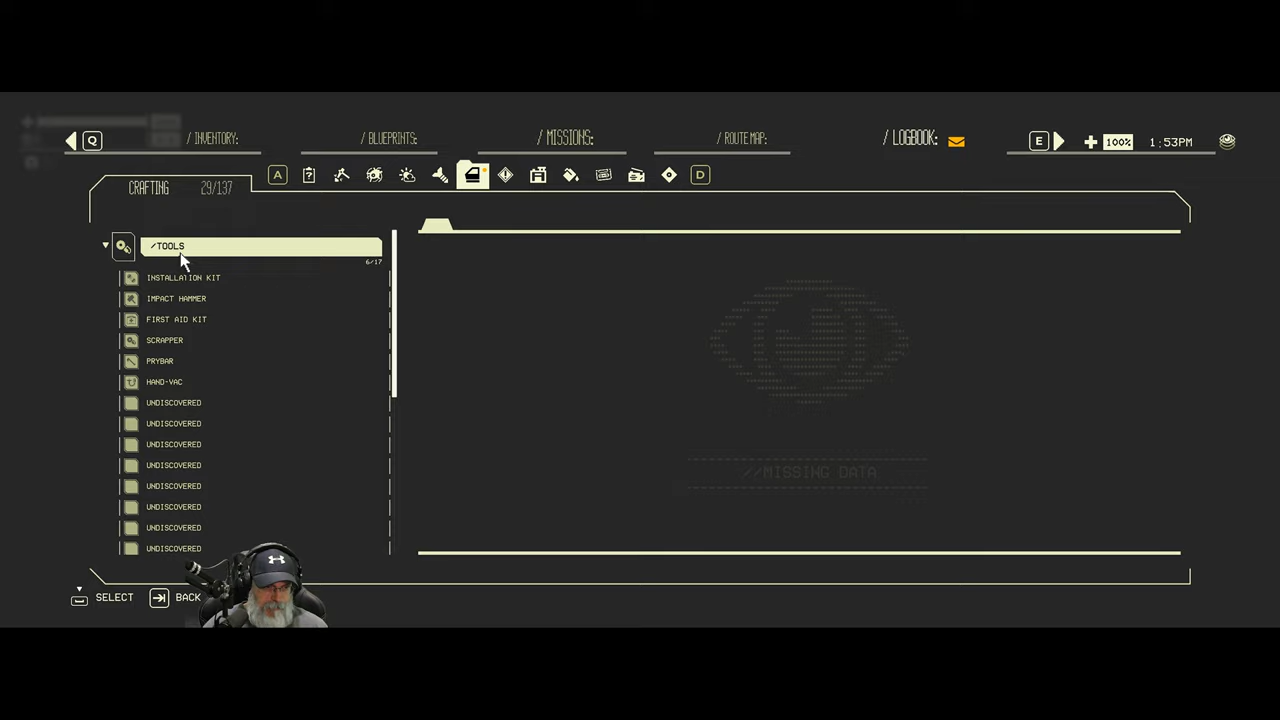 Q / INVENTORY: / BLUEPRINTS: / MISSIONS: / ROUTE MAP: / LOGBOOK: E 100% 1:53PM
A D
CRAFTING 29/137
/TOOLS
6/17
INSTALLATION KIT
IMPACT HAMMER
FIRST AID KIT
SCRAPPER
PRYBAR
HAND-VAC
UNDISCOVERED
UNDISCOVERED
UNDISCOVERED
UNDISCOVERED
UNDISCOVERED
UNDISCOVERED
UNDISCOVERED
UNDISCOVERED
//MISSING DATA
SELECT BACK